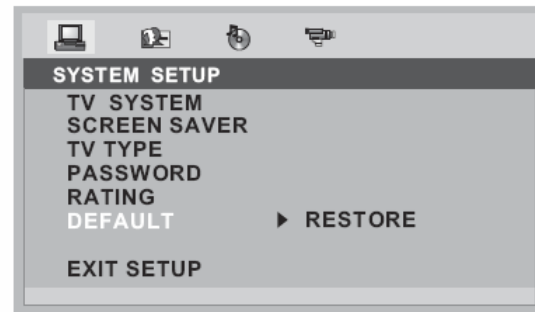 SYSTEM SETUP
TV SYSTEM
SCREEN SAVER
TV TYPE
PASSWORD
RATING
DEFAULT RESTORE
EXIT SETUP